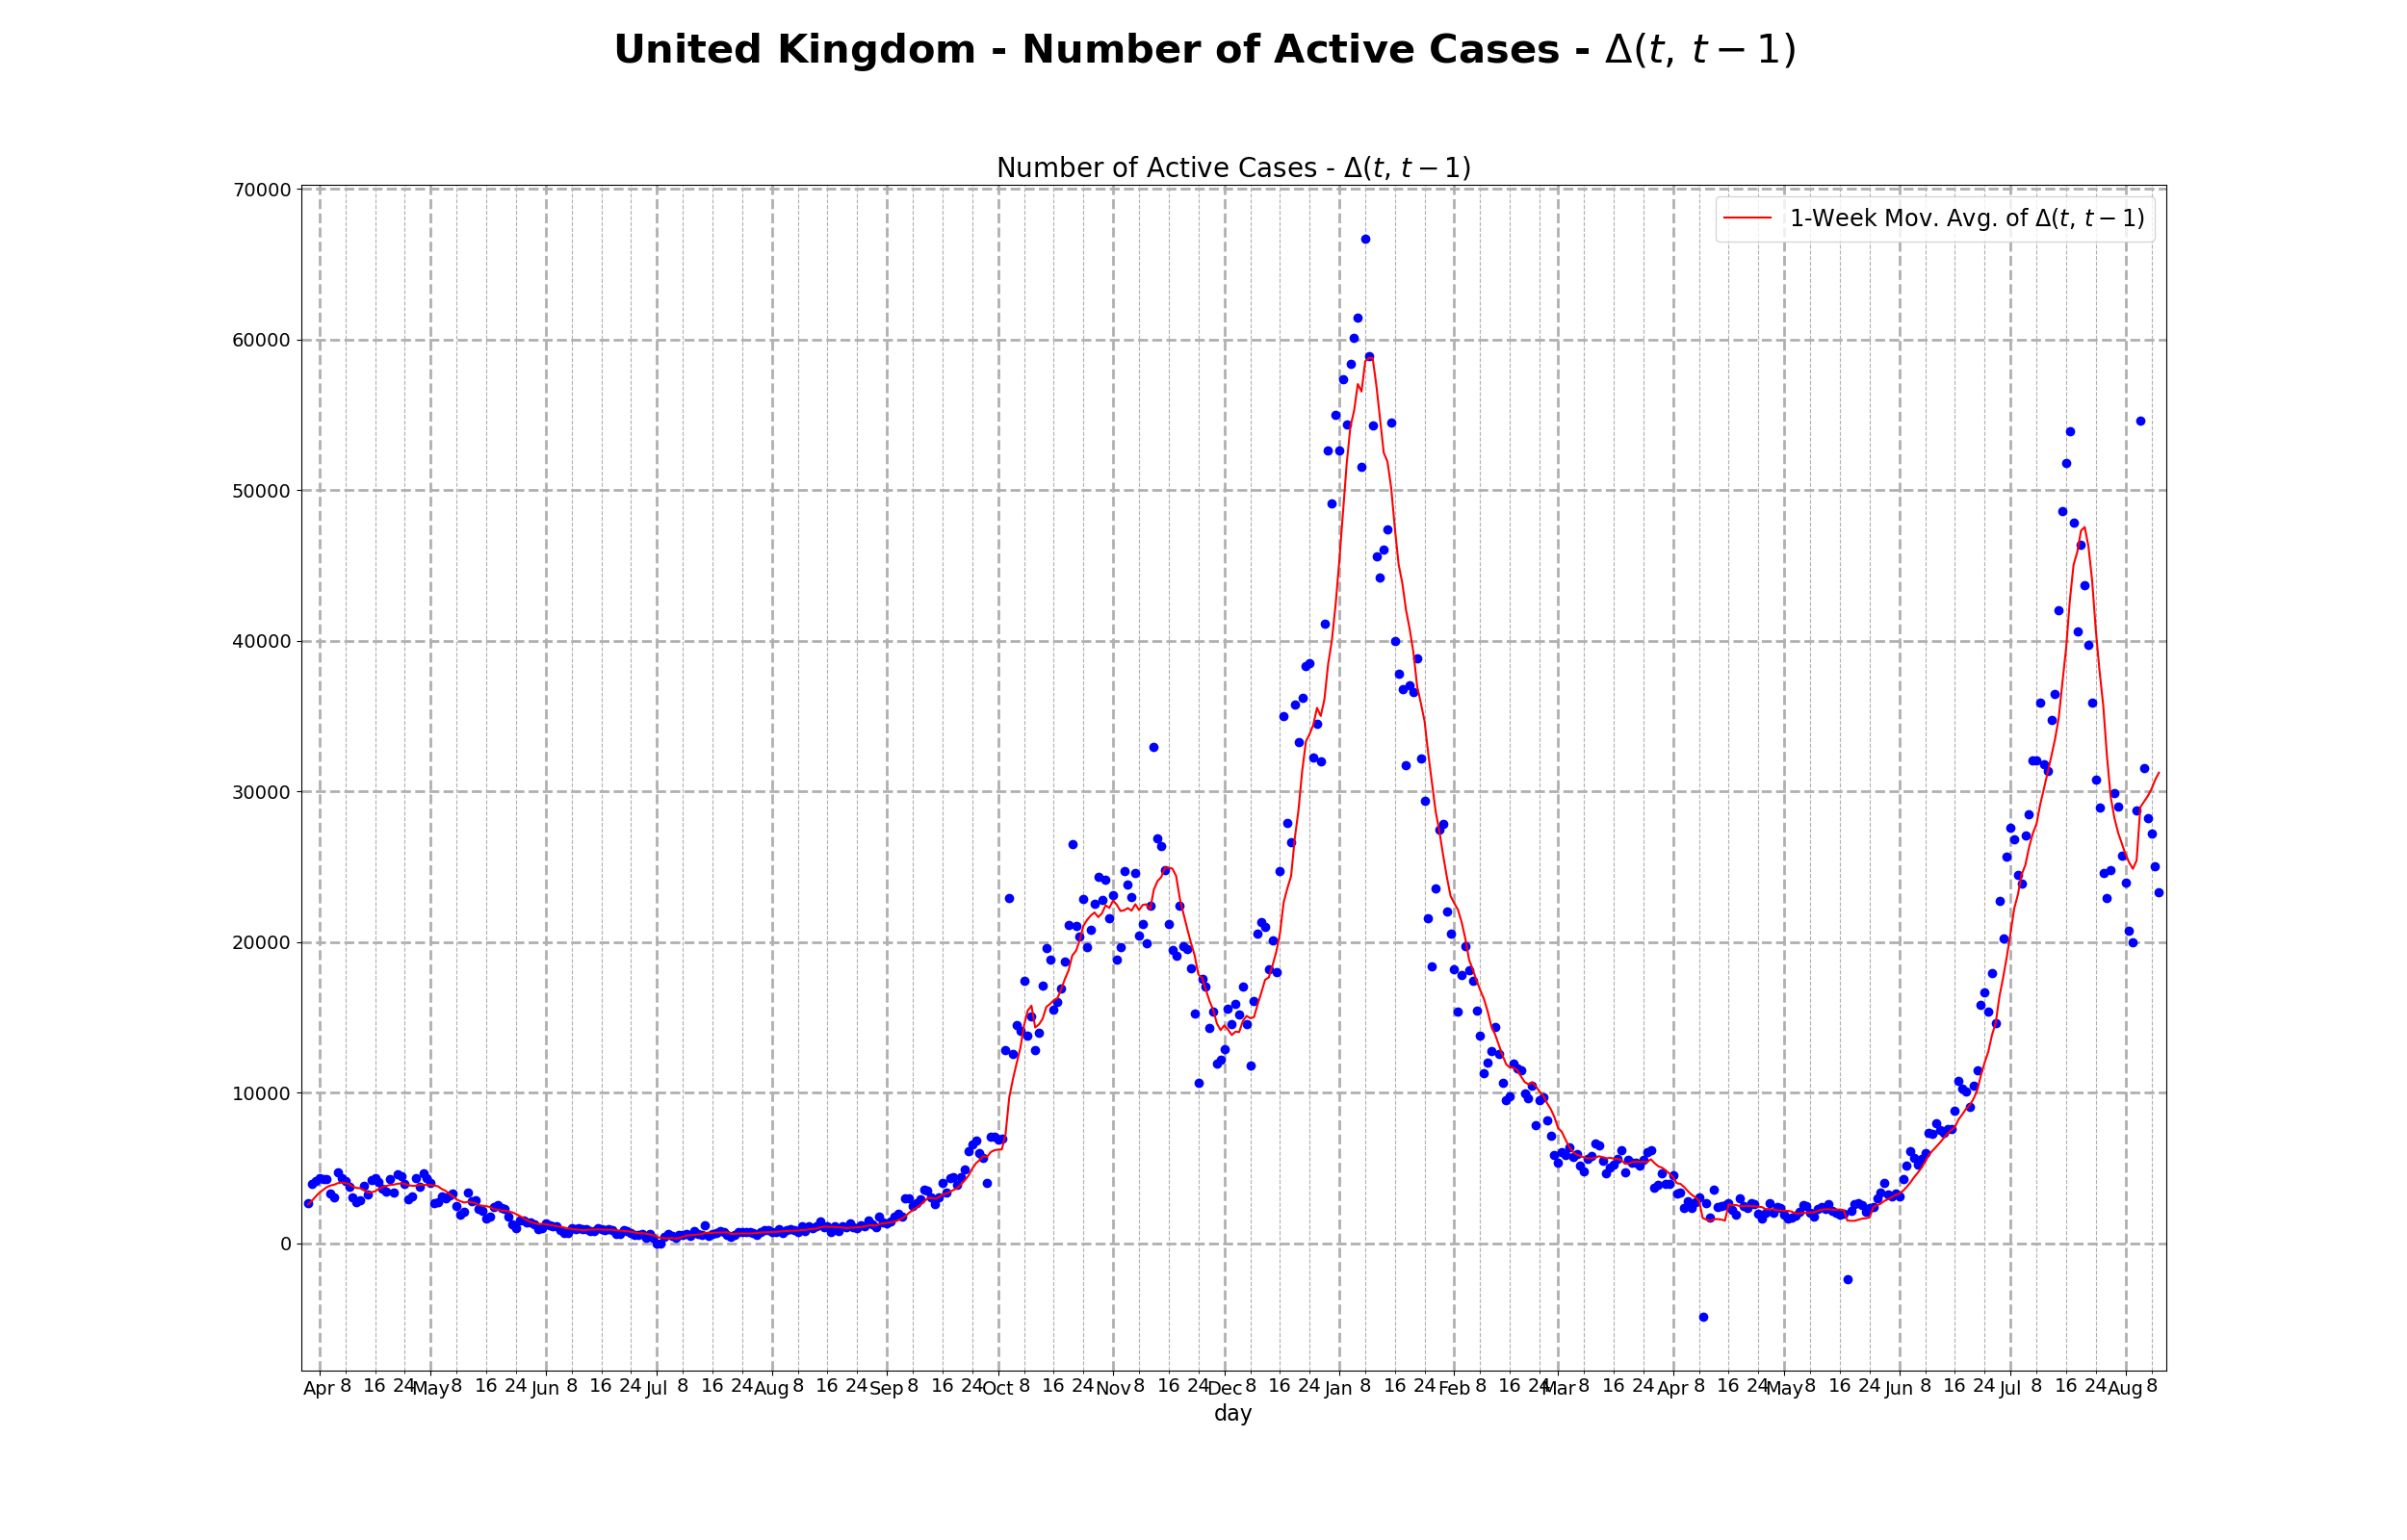 United Kingdom - Number of Active Cases - Δ(t, t − 1)
Number of Active Cases - Δ(t, t − 1)
1-Week Mov. Avg. of Δ(t, t − 1)
70000
60000
50000
40000
30000
20000
10000
0
Apr 8 16 24 May 8 16 24 Jun 8 16 24 Jul 8 16 24 Aug 8 16 24 Sep 8 16 24 Oct 8 16 24 Nov 8 16 24 Dec 8 16 24 Jan 8 16 24 Feb 8 16 24 Mar 8 16 24 Apr 8 16 24 May 8 16 24 Jun 8 16 24 Jul 8 16 24 Aug 8
day